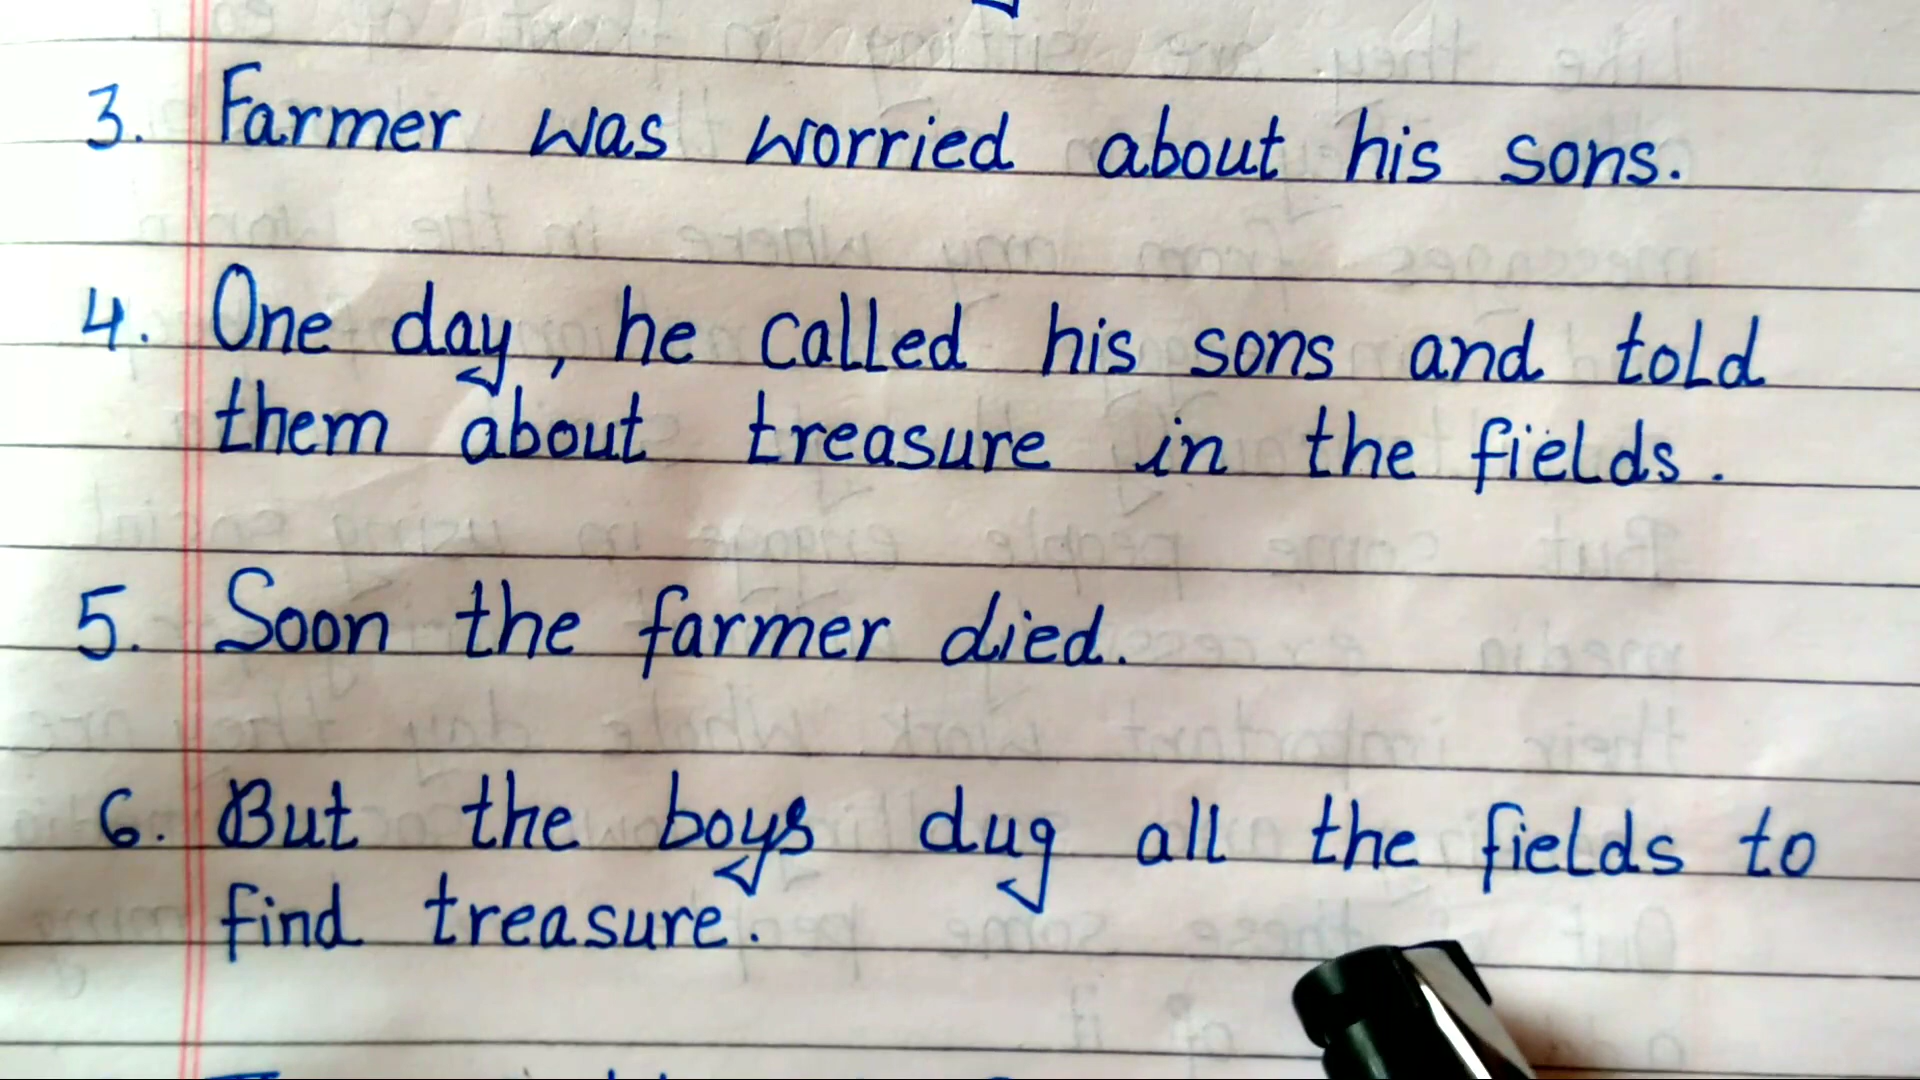 3. Farmer was worried about his sons.
4. One day, he called his sons and told
them about treasure in the fields.
5. Soon the farmer died.
6. But the boys dug all the fields to
find treasure.